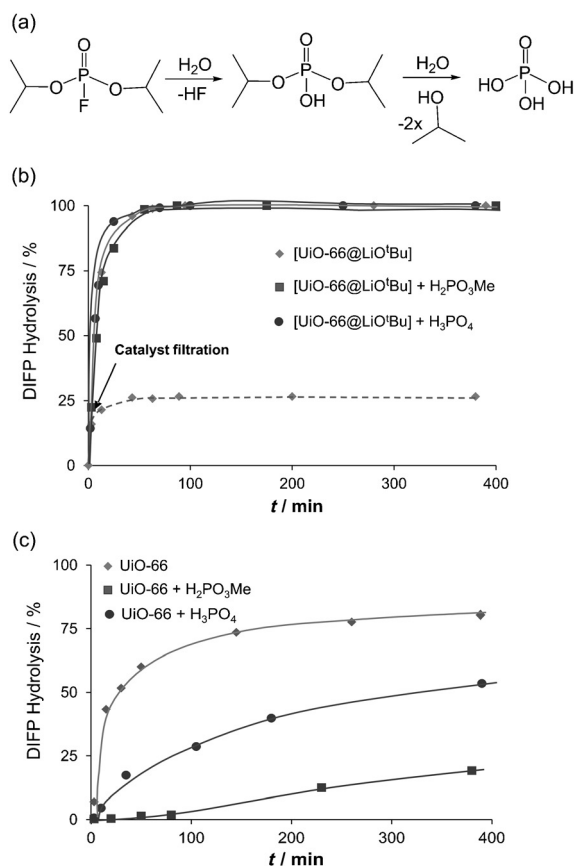 (a)
O
O P O
F
H2O
-HF
O
O P O
OH
H2O
HO
-2x
O
HO P OH
OH
(b)
100
75
50
25
0
DIFP Hydrolysis / %
[UiO-66@LiOtBu]
[UiO-66@LiOtBu] + H2PO3Me
[UiO-66@LiOtBu] + H3PO4
Catalyst filtration
0 100 200 300 400
t / min
(c)
100
75
50
25
0
DIFP Hydrolysis / %
UiO-66
UiO-66 + H2PO3Me
UiO-66 + H3PO4
0 100 200 300 400
t / min